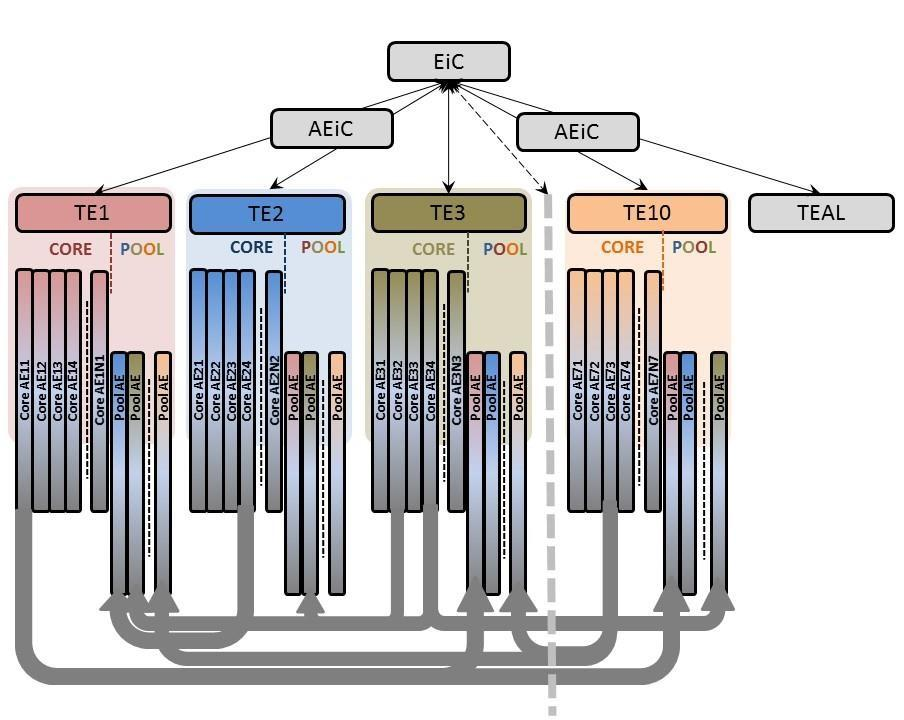 EiC
AEiC
AEiC
TE1
TE2
TE3
TE10
TEAL
CORE POOL
CORE POOL
CORE POOL
CORE POOL
Core AE11
Core AE12
Core AE13
Core AE14
Core AE1N1
Pool AE
Pool AE
Pool AE
Core AE21
Core AE22
Core AE23
Core AE24
Core AE2N2
Pool AE
Pool AE
Pool AE
Core AE31
Core AE32
Core AE33
Core AE34
Core AE3N3
Pool AE
Pool AE
Pool AE
Core AE71
Core AE72
Core AE73
Core AE74
Core AE7N7
Pool AE
Pool AE
Pool AE